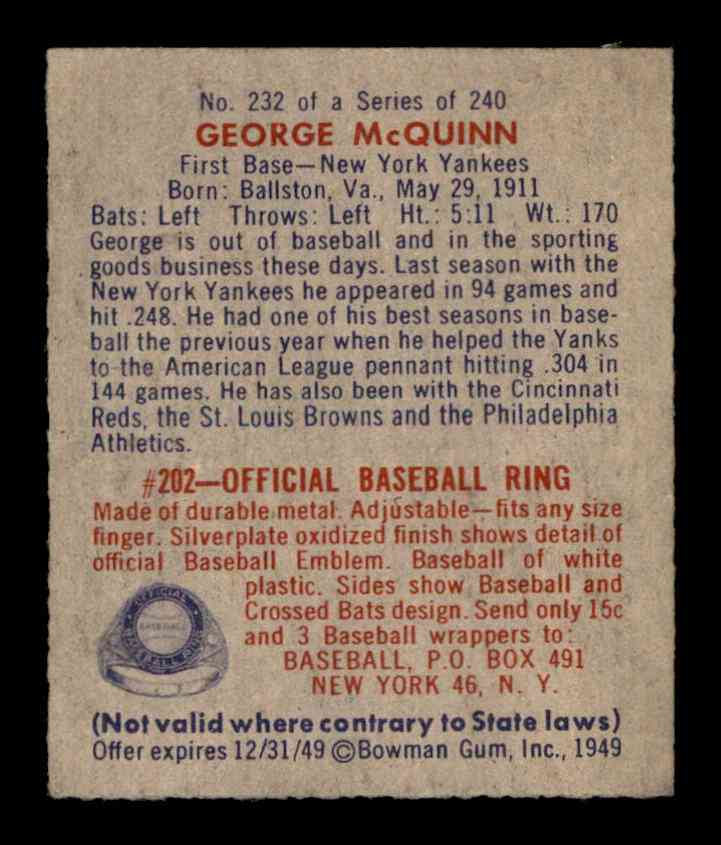 No. 232 of a Series of 240
GEORGE McQUINN
First Base—New York Yankees
Born: Ballston, Va., May 29, 1911
Bats: Left Throws: Left Ht.: 5:11 Wt.: 170
George is out of baseball and in the sporting
goods business these days. Last season with the
New York Yankees he appeared in 94 games and
hit .248. He had one of his best seasons in base-
ball the previous year when he helped the Yanks
to the American League pennant hitting .304 in
144 games. He has also been with the Cincinnati
Reds, the St. Louis Browns and the Philadelphia
Athletics.
#202—OFFICIAL BASEBALL RING
Made of durable metal. Adjustable—fits any size
finger. Silverplate oxidized finish shows detail of
official Baseball Emblem. Baseball of white
plastic. Sides show Baseball and
Crossed Bats design. Send only 15c
and 3 Baseball wrappers to:
BASEBALL, P.O. BOX 491
NEW YORK 46, N. Y.
OFFICIAL
BASEBALL
BASEBALL RING
(Not valid where contrary to State laws)
Offer expires 12/31/49 ©Bowman Gum, Inc., 1949